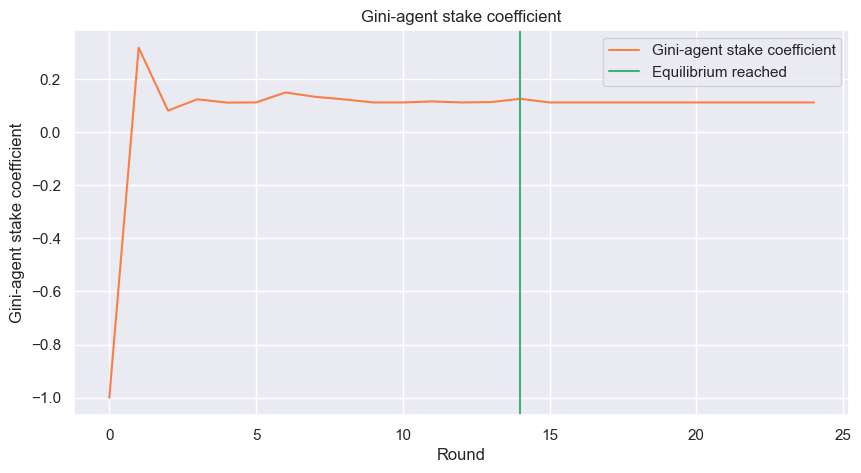 Gini-agent stake coefficient
Gini-agent stake coefficient
Equilibrium reached
Gini-agent stake coefficient
0.2
0.0
−0.2
−0.4
−0.6
−0.8
−1.0
0 5 10 15 20 25
Round